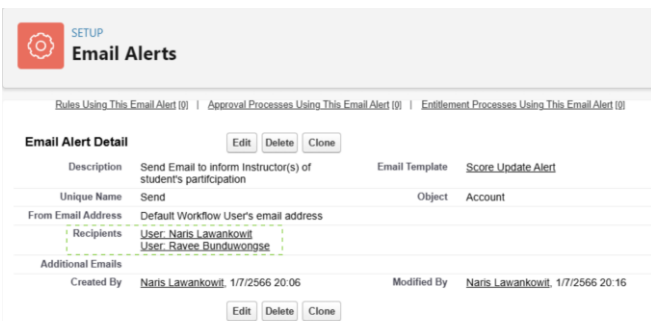 SETUP
Email Alerts
Rules Using This Email Alert [0] | Approval Processes Using This Email Alert [0] | Entitlement Processes Using This Email Alert [0]
Email Alert Detail Edit Delete Clone
Description Send Email to inform Instructor(s) of student's partifcipation Email Template Score Update Alert
Unique Name Send Object Account
From Email Address Default Workflow User's email address
Recipients User: Naris Lawankowit
User: Ravee Bunduwongse
Additional Emails
Created By Naris Lawankowit, 1/7/2566 20:06 Modified By Naris Lawankowit, 1/7/2566 20:16
Edit Delete Clone